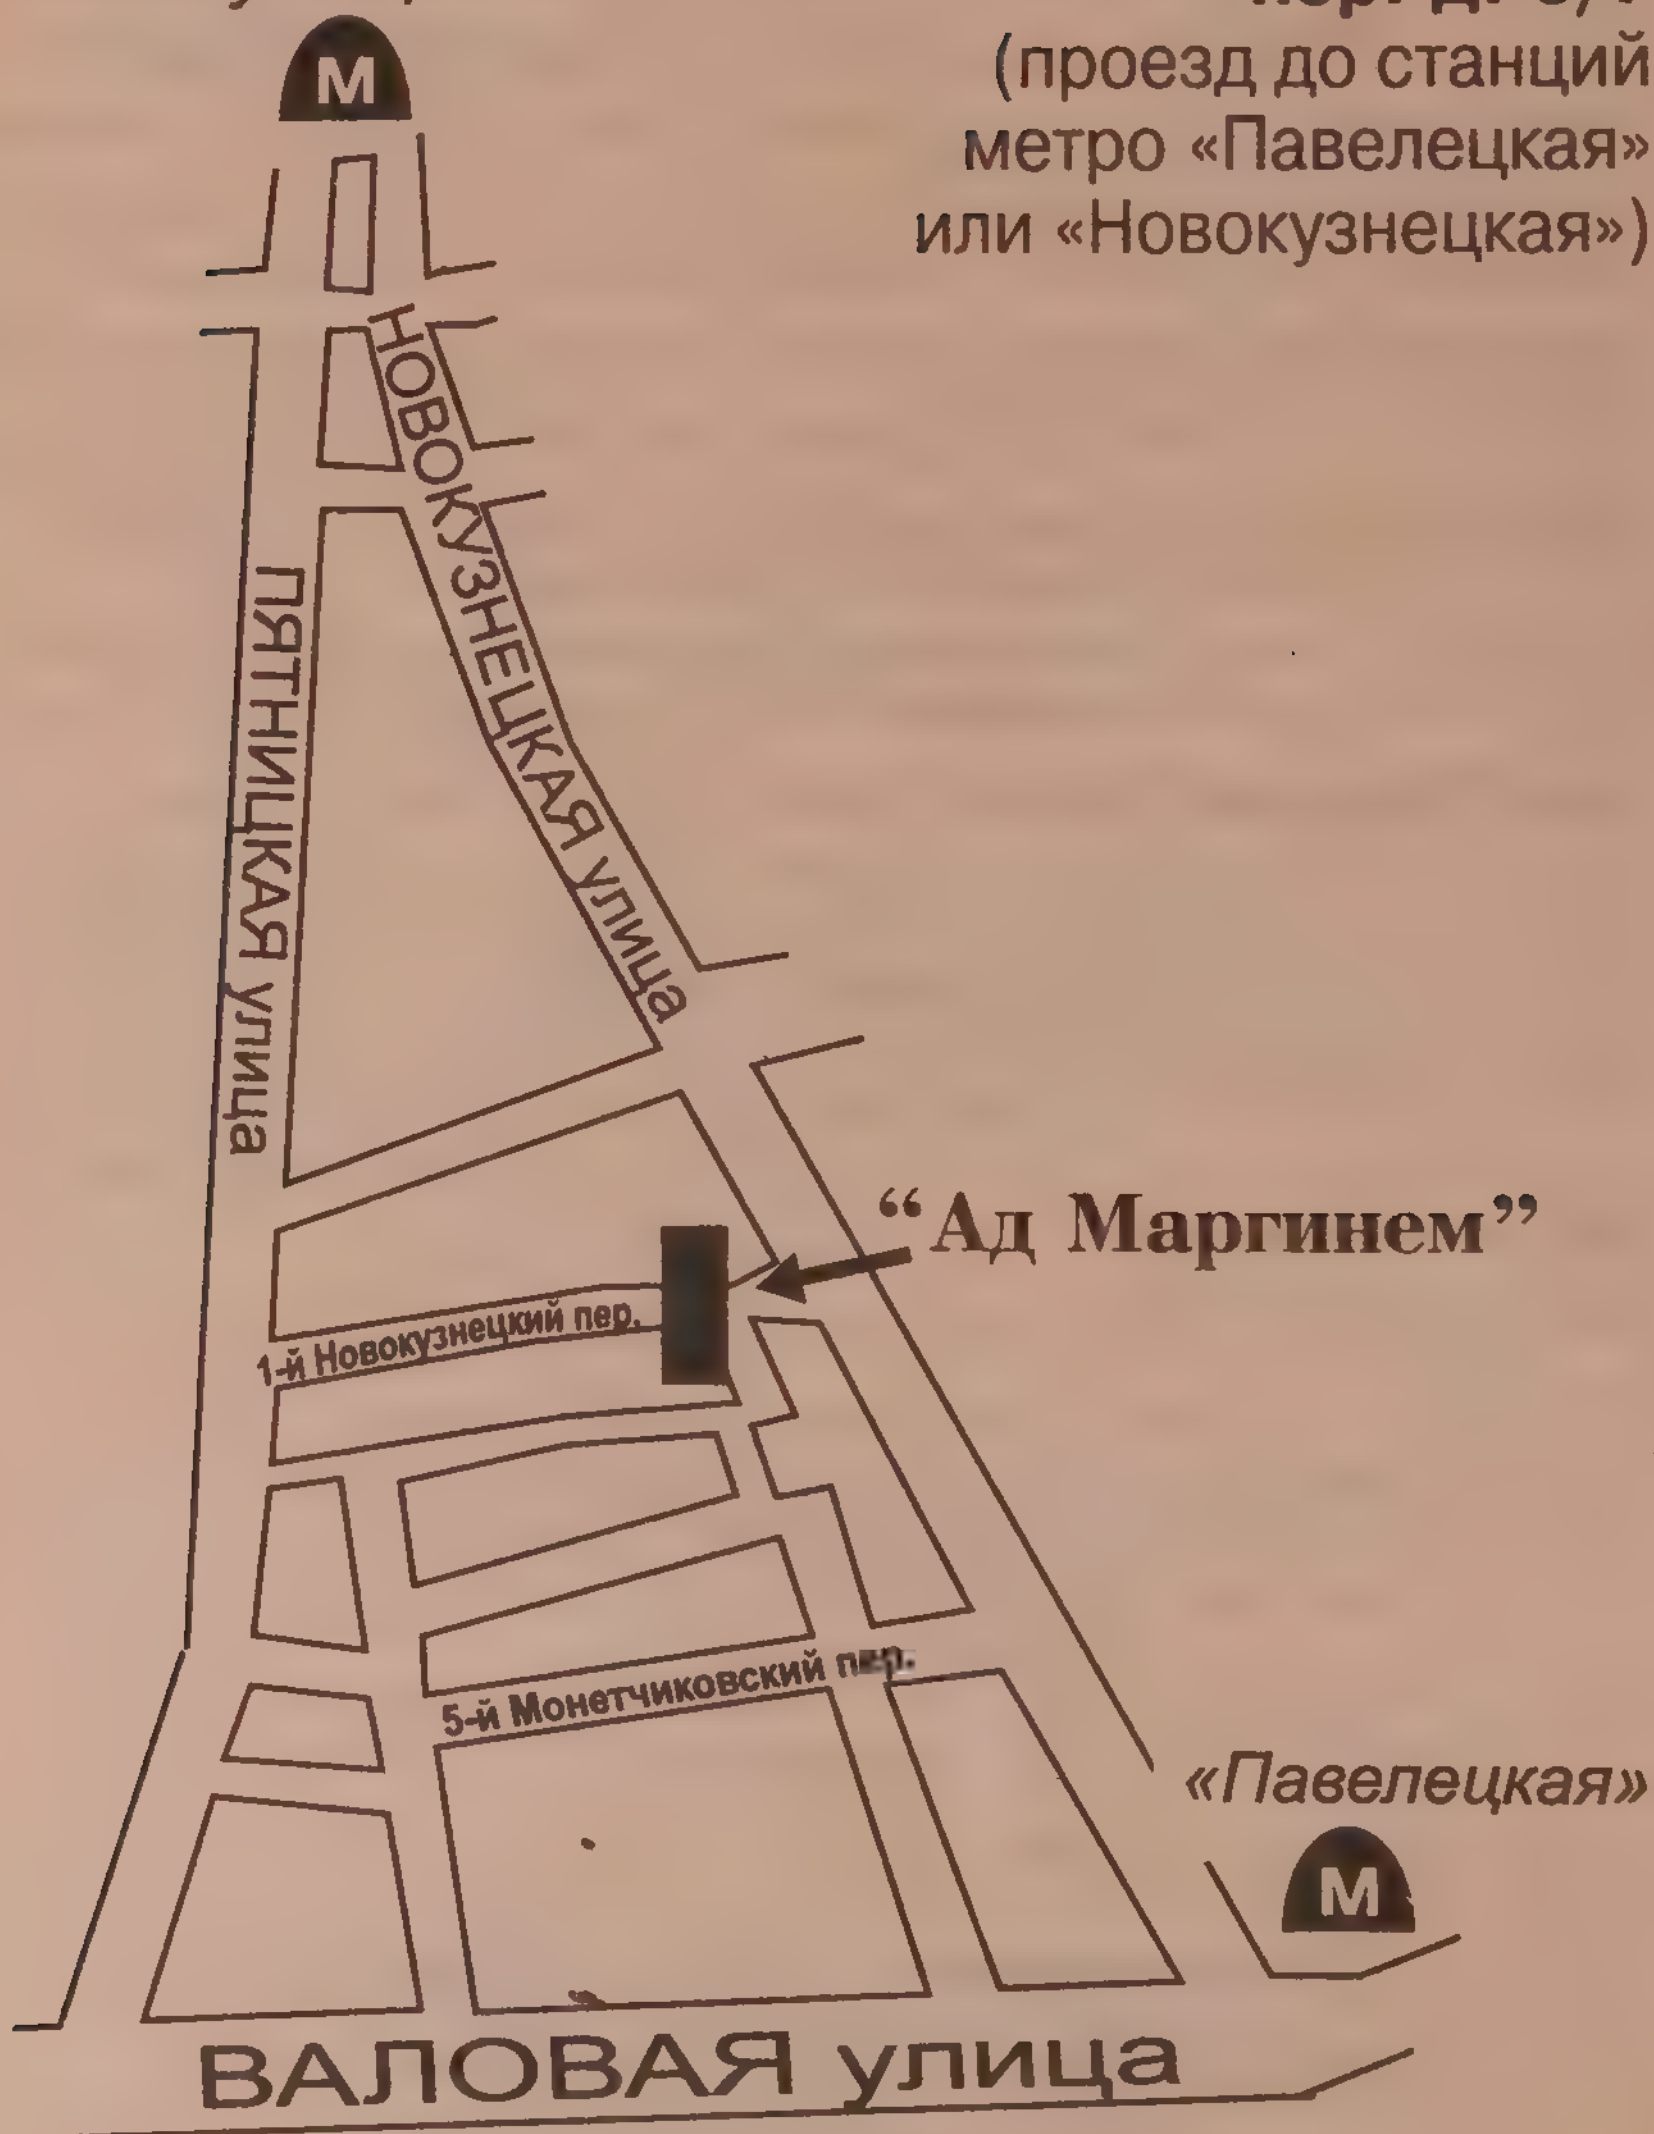 М
(проезд до станций
метро «Павелецкая»
или «Новокузнецкая»)
НОВОКУЗНЕЦКАЯ улица
ПЯТНИЦКАЯ улица
“Ад Маргинем”
1-й Новокузнецкий пер.
5-й Монетчиковский пер.
«Павелецкая»
М
ВАЛОВАЯ улица